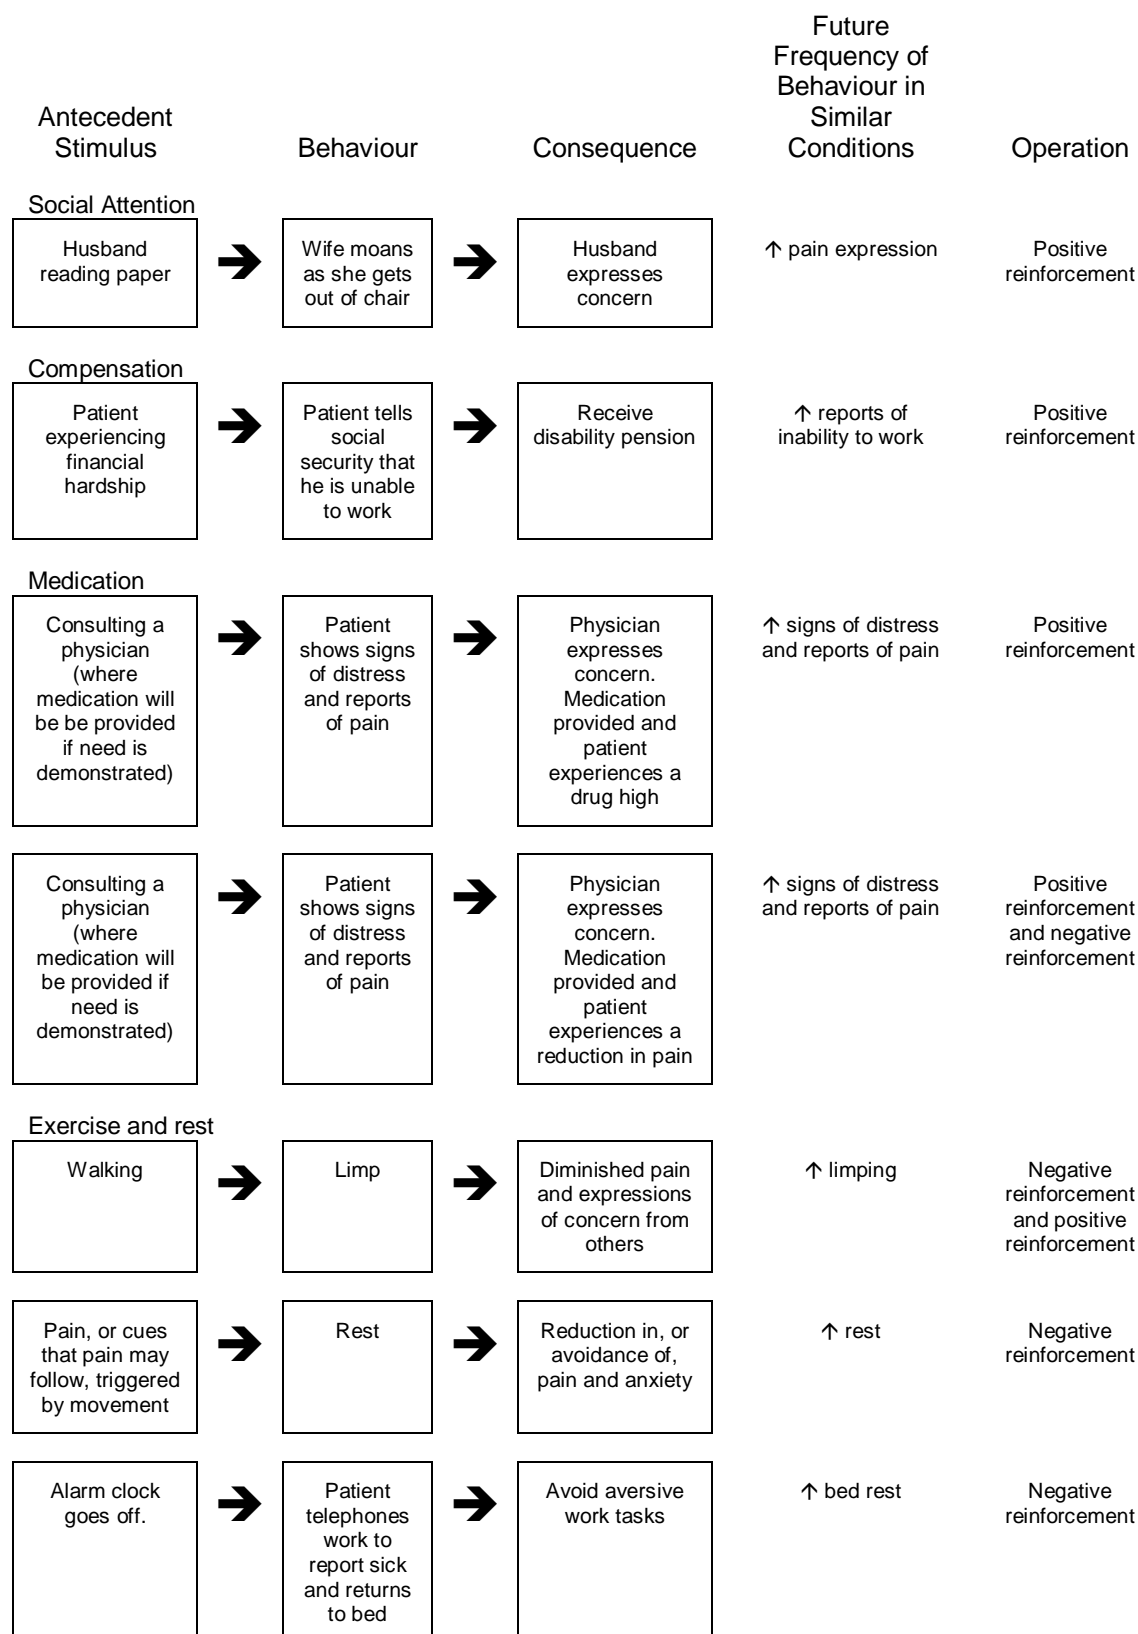 Future
Frequency of
Behaviour in
Similar
Conditions
Antecedent
Stimulus
Behaviour
Consequence
Operation
Social Attention
Husband
reading paper
➔
Wife moans
as she gets
out of chair
➔
Husband
expresses
concern
↑ pain expression
Positive
reinforcement
Compensation
Patient
experiencing
financial
hardship
➔
Patient tells
social
security that
he is unable
to work
➔
Receive
disability pension
↑ reports of
inability to work
Positive
reinforcement
Medication
Consulting a
physician
(where
medication will
be be provided
if need is
demonstrated)
➔
Patient
shows signs
of distress
and reports
of pain
➔
Physician
expresses
concern.
Medication
provided and
patient
experiences a
drug high
↑ signs of distress
and reports of pain
Positive
reinforcement
Consulting a
physician
(where
medication will
be provided if
need is
demonstrated)
➔
Patient
shows signs
of distress
and reports
of pain
➔
Physician
expresses
concern.
Medication
provided and
patient
experiences a
reduction in pain
↑ signs of distress
and reports of pain
Positive
reinforcement
and negative
reinforcement
Exercise and rest
Walking
➔
Limp
➔
Diminished pain
and expressions
of concern from
others
↑ limping
Negative
reinforcement
and positive
reinforcement
Pain, or cues
that pain may
follow, triggered
by movement
➔
Rest
➔
Reduction in, or
avoidance of,
pain and anxiety
↑ rest
Negative
reinforcement
Alarm clock
goes off.
➔
Patient
telephones
work to
report sick
and returns
to bed
➔
Avoid aversive
work tasks
↑ bed rest
Negative
reinforcement